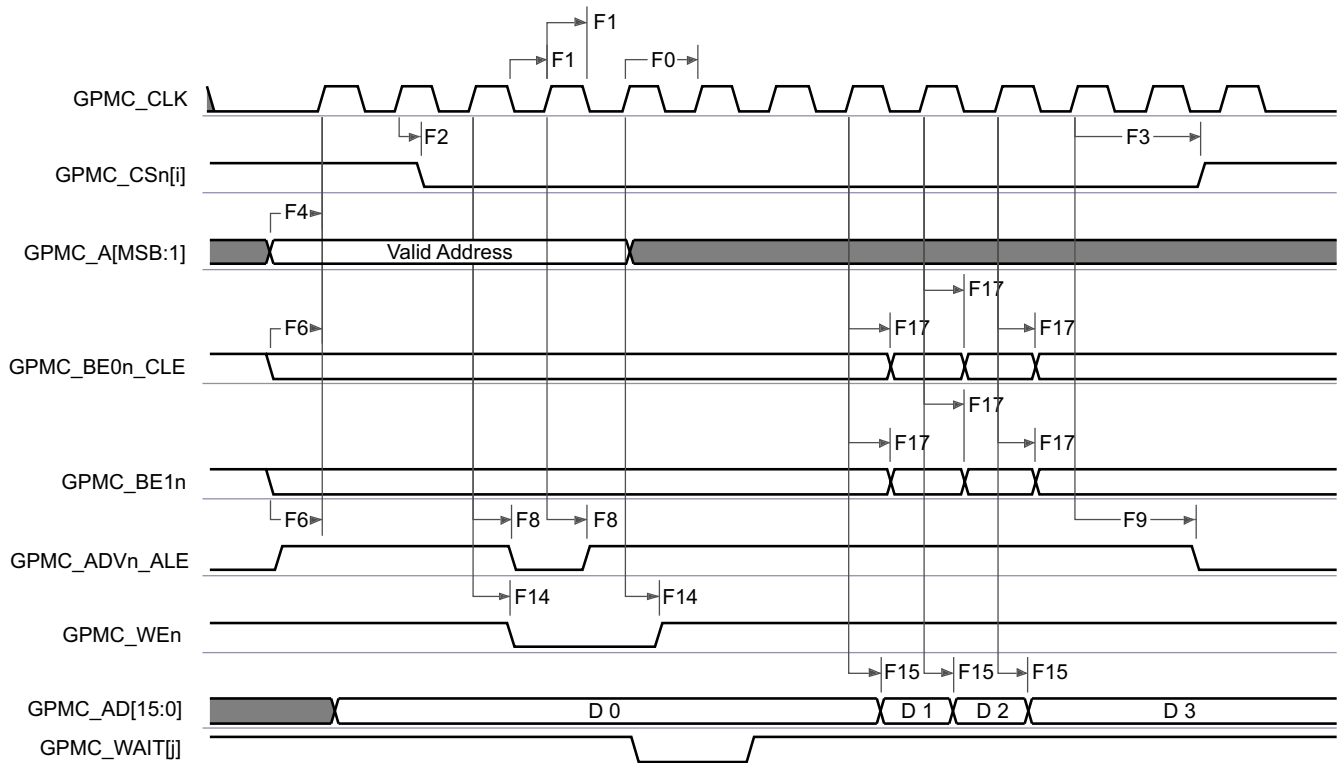 F1
F1 F0
GPMC_CLK
F2 F3
GPMC_CSn[i]
F4
GPMC_A[MSB:1] Valid Address
F17
F6 F17 F17
GPMC_BE0n_CLE
F17
F17 F17
GPMC_BE1n
F6 F8 F8 F9
GPMC_ADVn_ALE
F14 F14
GPMC_WEn
F15 F15 F15
GPMC_AD[15:0] D 0 D 1 D 2 D 3
GPMC_WAIT[j]